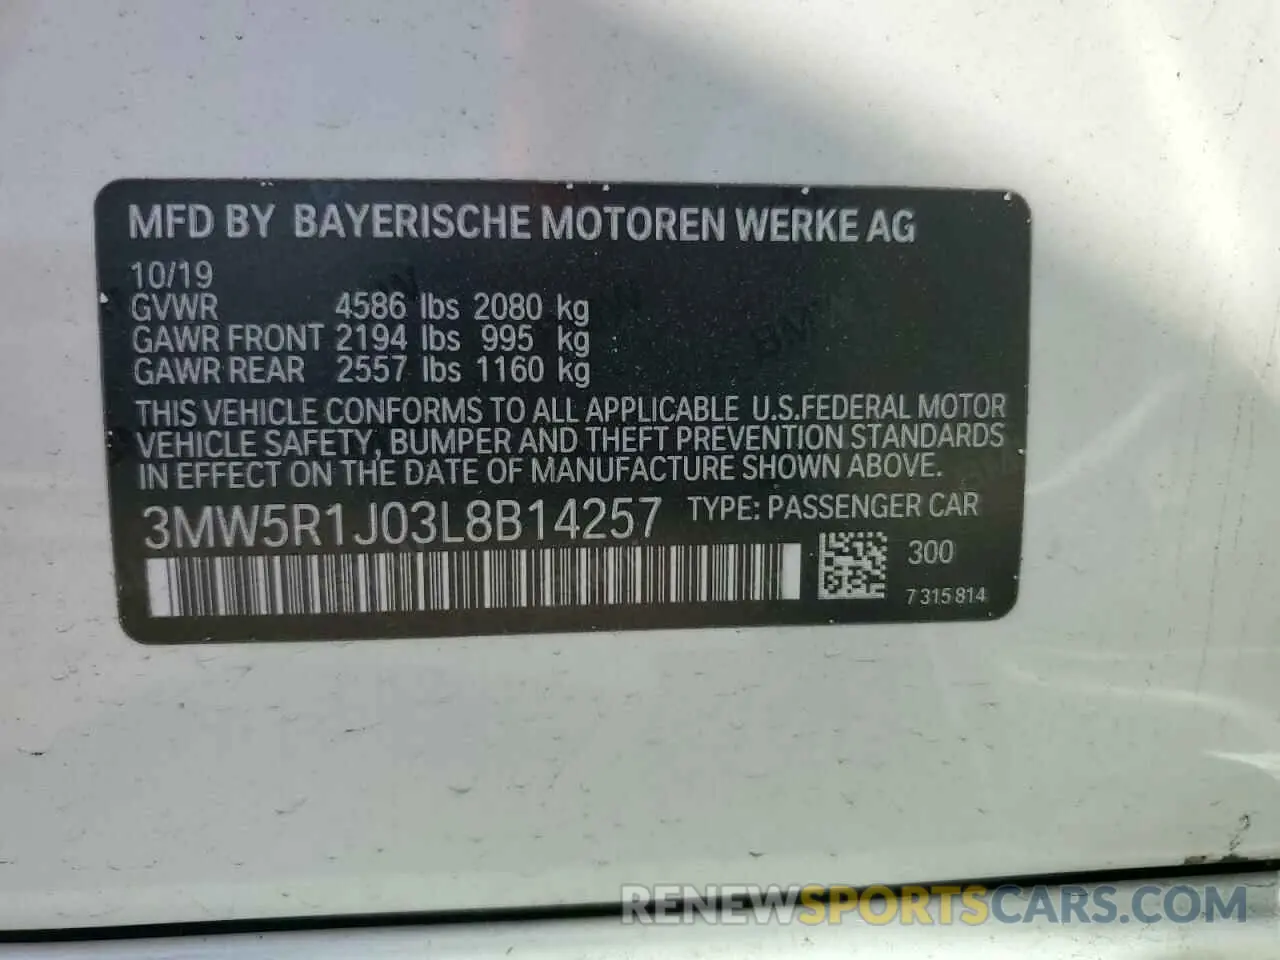 MFD BY BAYERISCHE MOTOREN WERKE AG
10/19
GVWR 4586 lbs 2080 kg
GAWR FRONT 2194 lbs 995 kg
GAWR REAR 2557 lbs 1160 kg
THIS VEHICLE CONFORMS TO ALL APPLICABLE U.S.FEDERAL MOTOR
VEHICLE SAFETY, BUMPER AND THEFT PREVENTION STANDARDS
IN EFFECT ON THE DATE OF MANUFACTURE SHOWN ABOVE.
3MW5R1J03L8B14257 TYPE: PASSENGER CAR
300
7 315 814
RENEWSPORTSCARS.COM